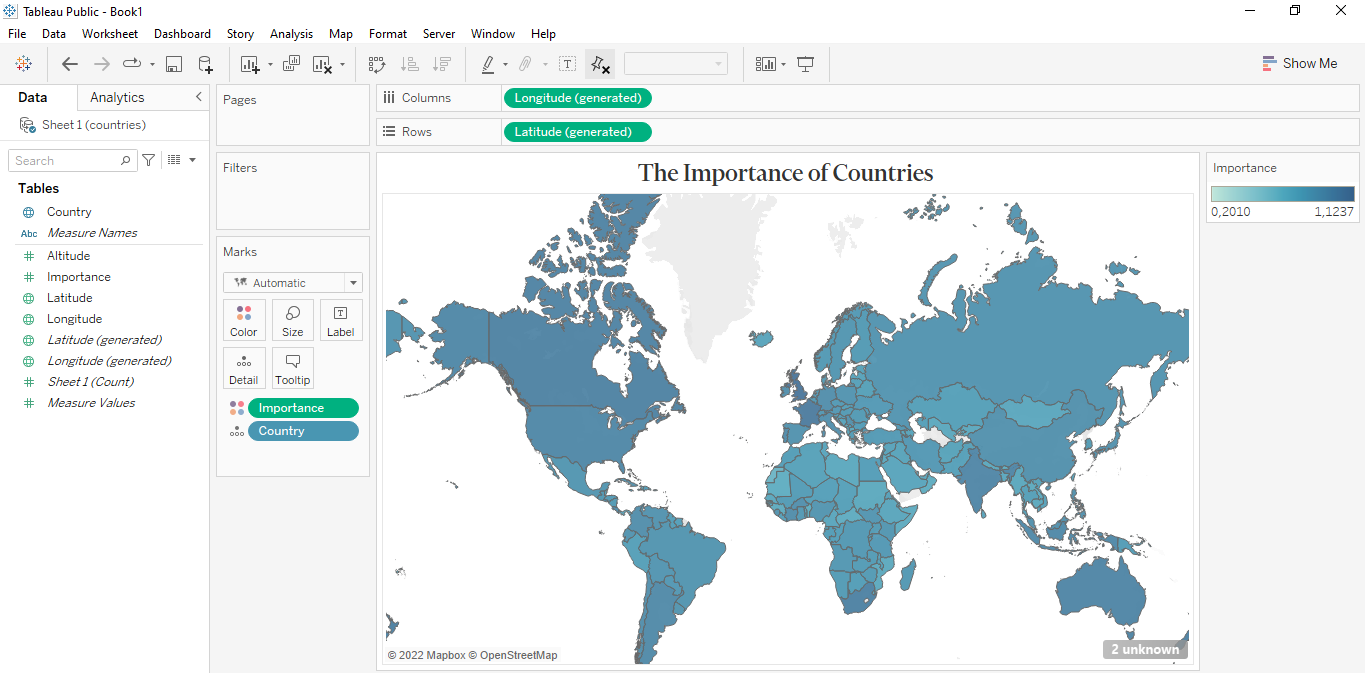 Tableau Public - Book1
File Data Worksheet Dashboard Story Analysis Map Format Server Window Help
T
Show Me
Data Analytics
Sheet 1 (countries)
Search
Tables
Country
Abc Measure Names
Altitude
Importance
Latitude
Longitude
Latitude (generated)
Longitude (generated)
Sheet 1 (Count)
Measure Values
Pages
Filters
Marks
Automatic
Color Size T Label
Detail Tooltip
Importance
Country
Columns Longitude (generated)
Rows Latitude (generated)
The Importance of Countries
© 2022 Mapbox © OpenStreetMap
2 unknown
Importance
0,2010 1,1237